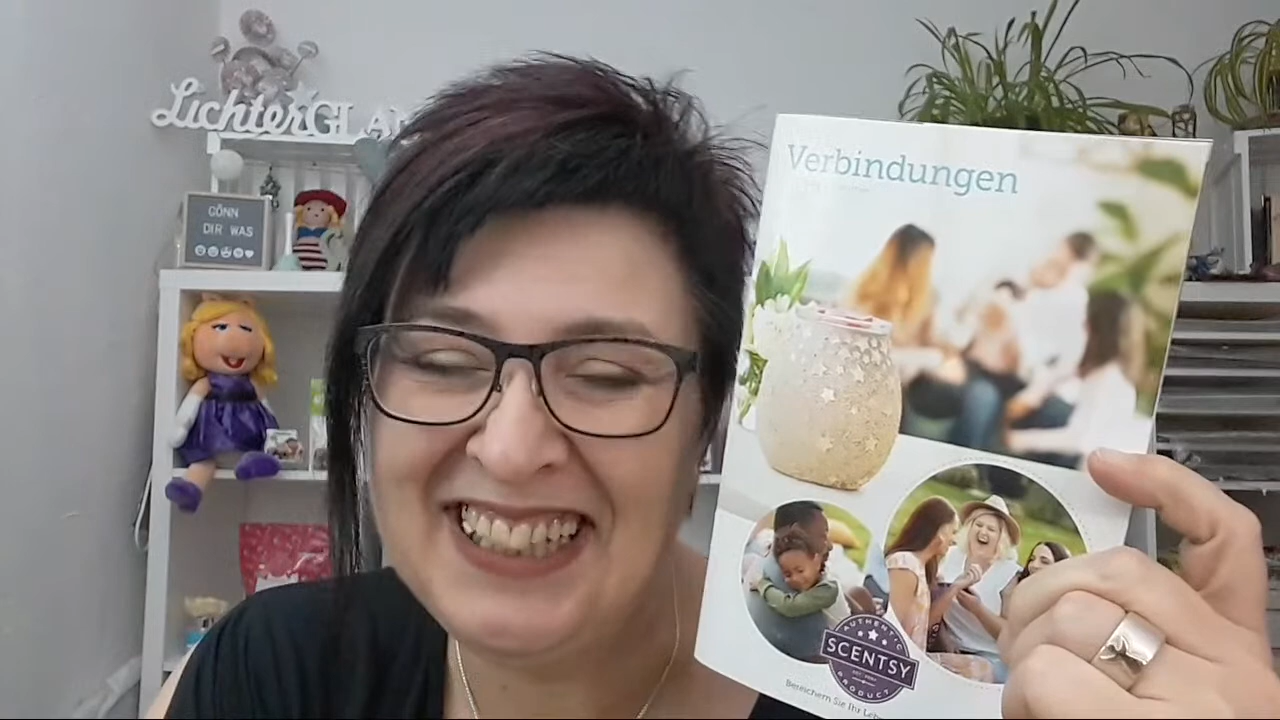 LichterGLA
GÖNN
DIR WAS
Verbindungen
AUTHENTIC
SCENTSY
PRODUCT
Bereichern Sie Ihr Leb